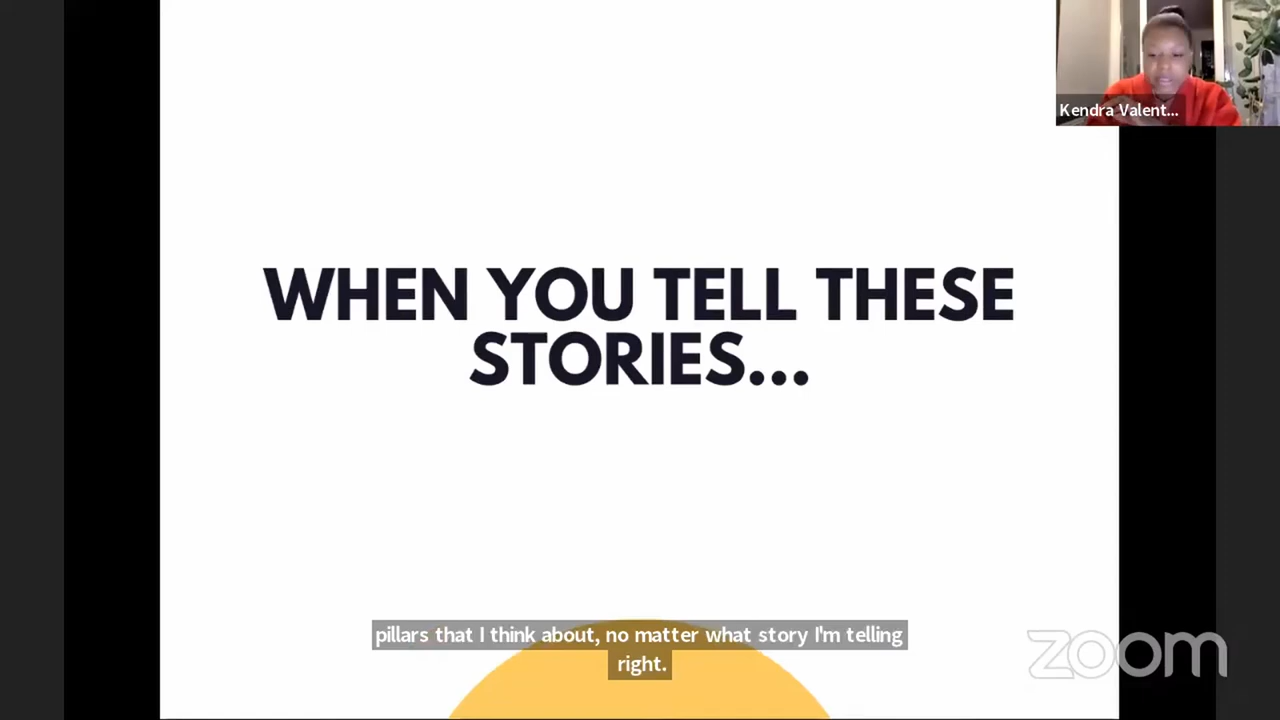 Kendra Valent...
WHEN YOU TELL THESE
STORIES...
pillars that I think about, no matter what story I'm telling
right.
zoom